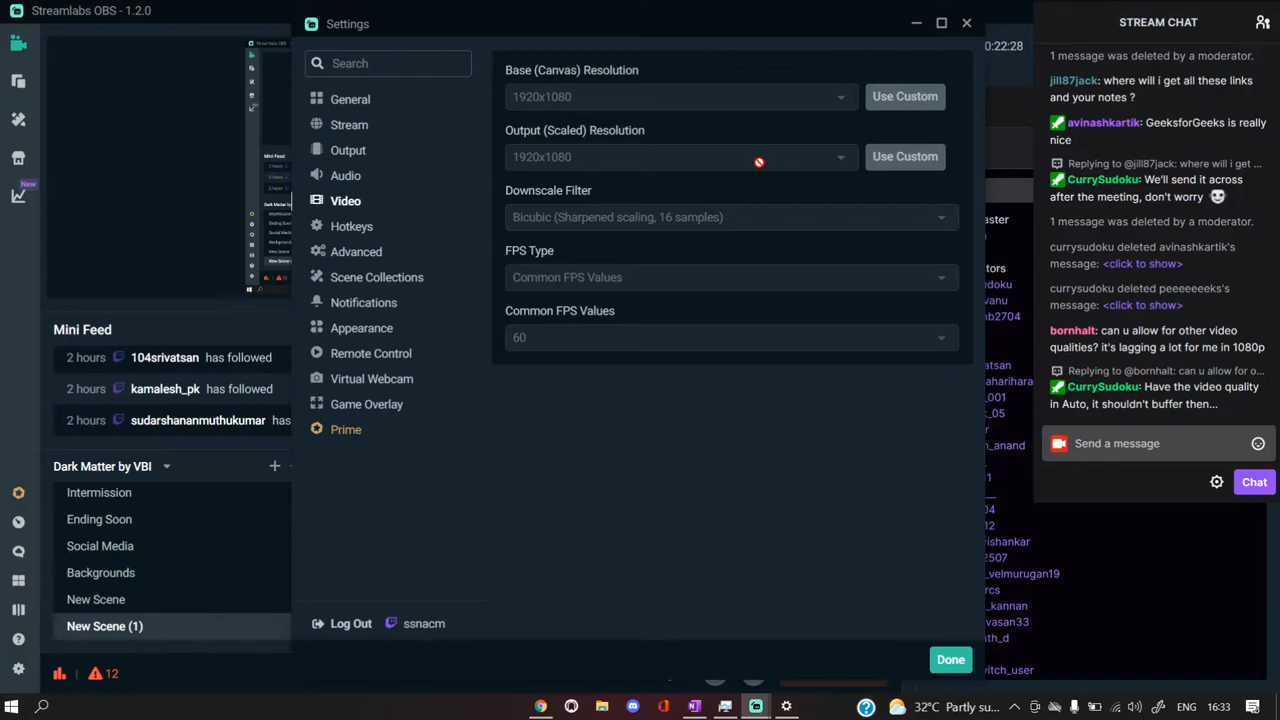 Streamlabs OBS - 1.2.0
Settings
Search
General
Stream
Output
Audio
Video
Hotkeys
Advanced
Scene Collections
Notifications
Appearance
Remote Control
Virtual Webcam
Game Overlay
Prime
Log Out ssnacm
Base (Canvas) Resolution
1920x1080
Use Custom
Output (Scaled) Resolution
1920x1080
Use Custom
Downscale Filter
Bicubic (Sharpened scaling, 16 samples)
FPS Type
Common FPS Values
Common FPS Values
60
Done
New
Mini Feed
2 hours 104srivatsan has followed
2 hours kamalesh_pk has followed
2 hours sudarshananmuthukumar has
Dark Matter by VBI
Intermission
Ending Soon
Social Media
Backgrounds
New Scene
New Scene (1)
12
0:22:28
STREAM CHAT
1 message was deleted by a moderator.
jill87jack: where will i get all these links
and your notes ?
avinashkartik: GeeksforGeeks is really
nice
Replying to @jill87jack: where will i get ...
CurrySudoku: We'll send it across
after the meeting, don't worry
1 message was deleted by a moderator.
currysudoku deleted avinashkartik's
message: <click to show>
currysudoku deleted peeeeeeeks's
message: <click to show>
bornhalt: can u allow for other video
qualities? it's lagging a lot for me in 1080p
Replying to @bornhalt: can u allow for o...
CurrySudoku: Have the video quality
in Auto, it shouldn't buffer then...
Send a message
Chat
32°C Partly su...
ENG
16:33